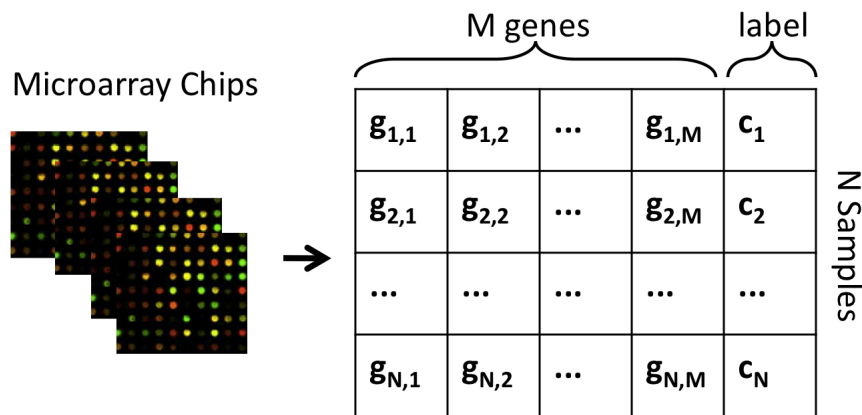 M genes label
Microarray Chips
g1,1 g1,2 ... g1,M c1
g2,1 g2,2 ... g2,M c2
... ... ... ... ...
gN,1 gN,2 ... gN,M cN
N Samples